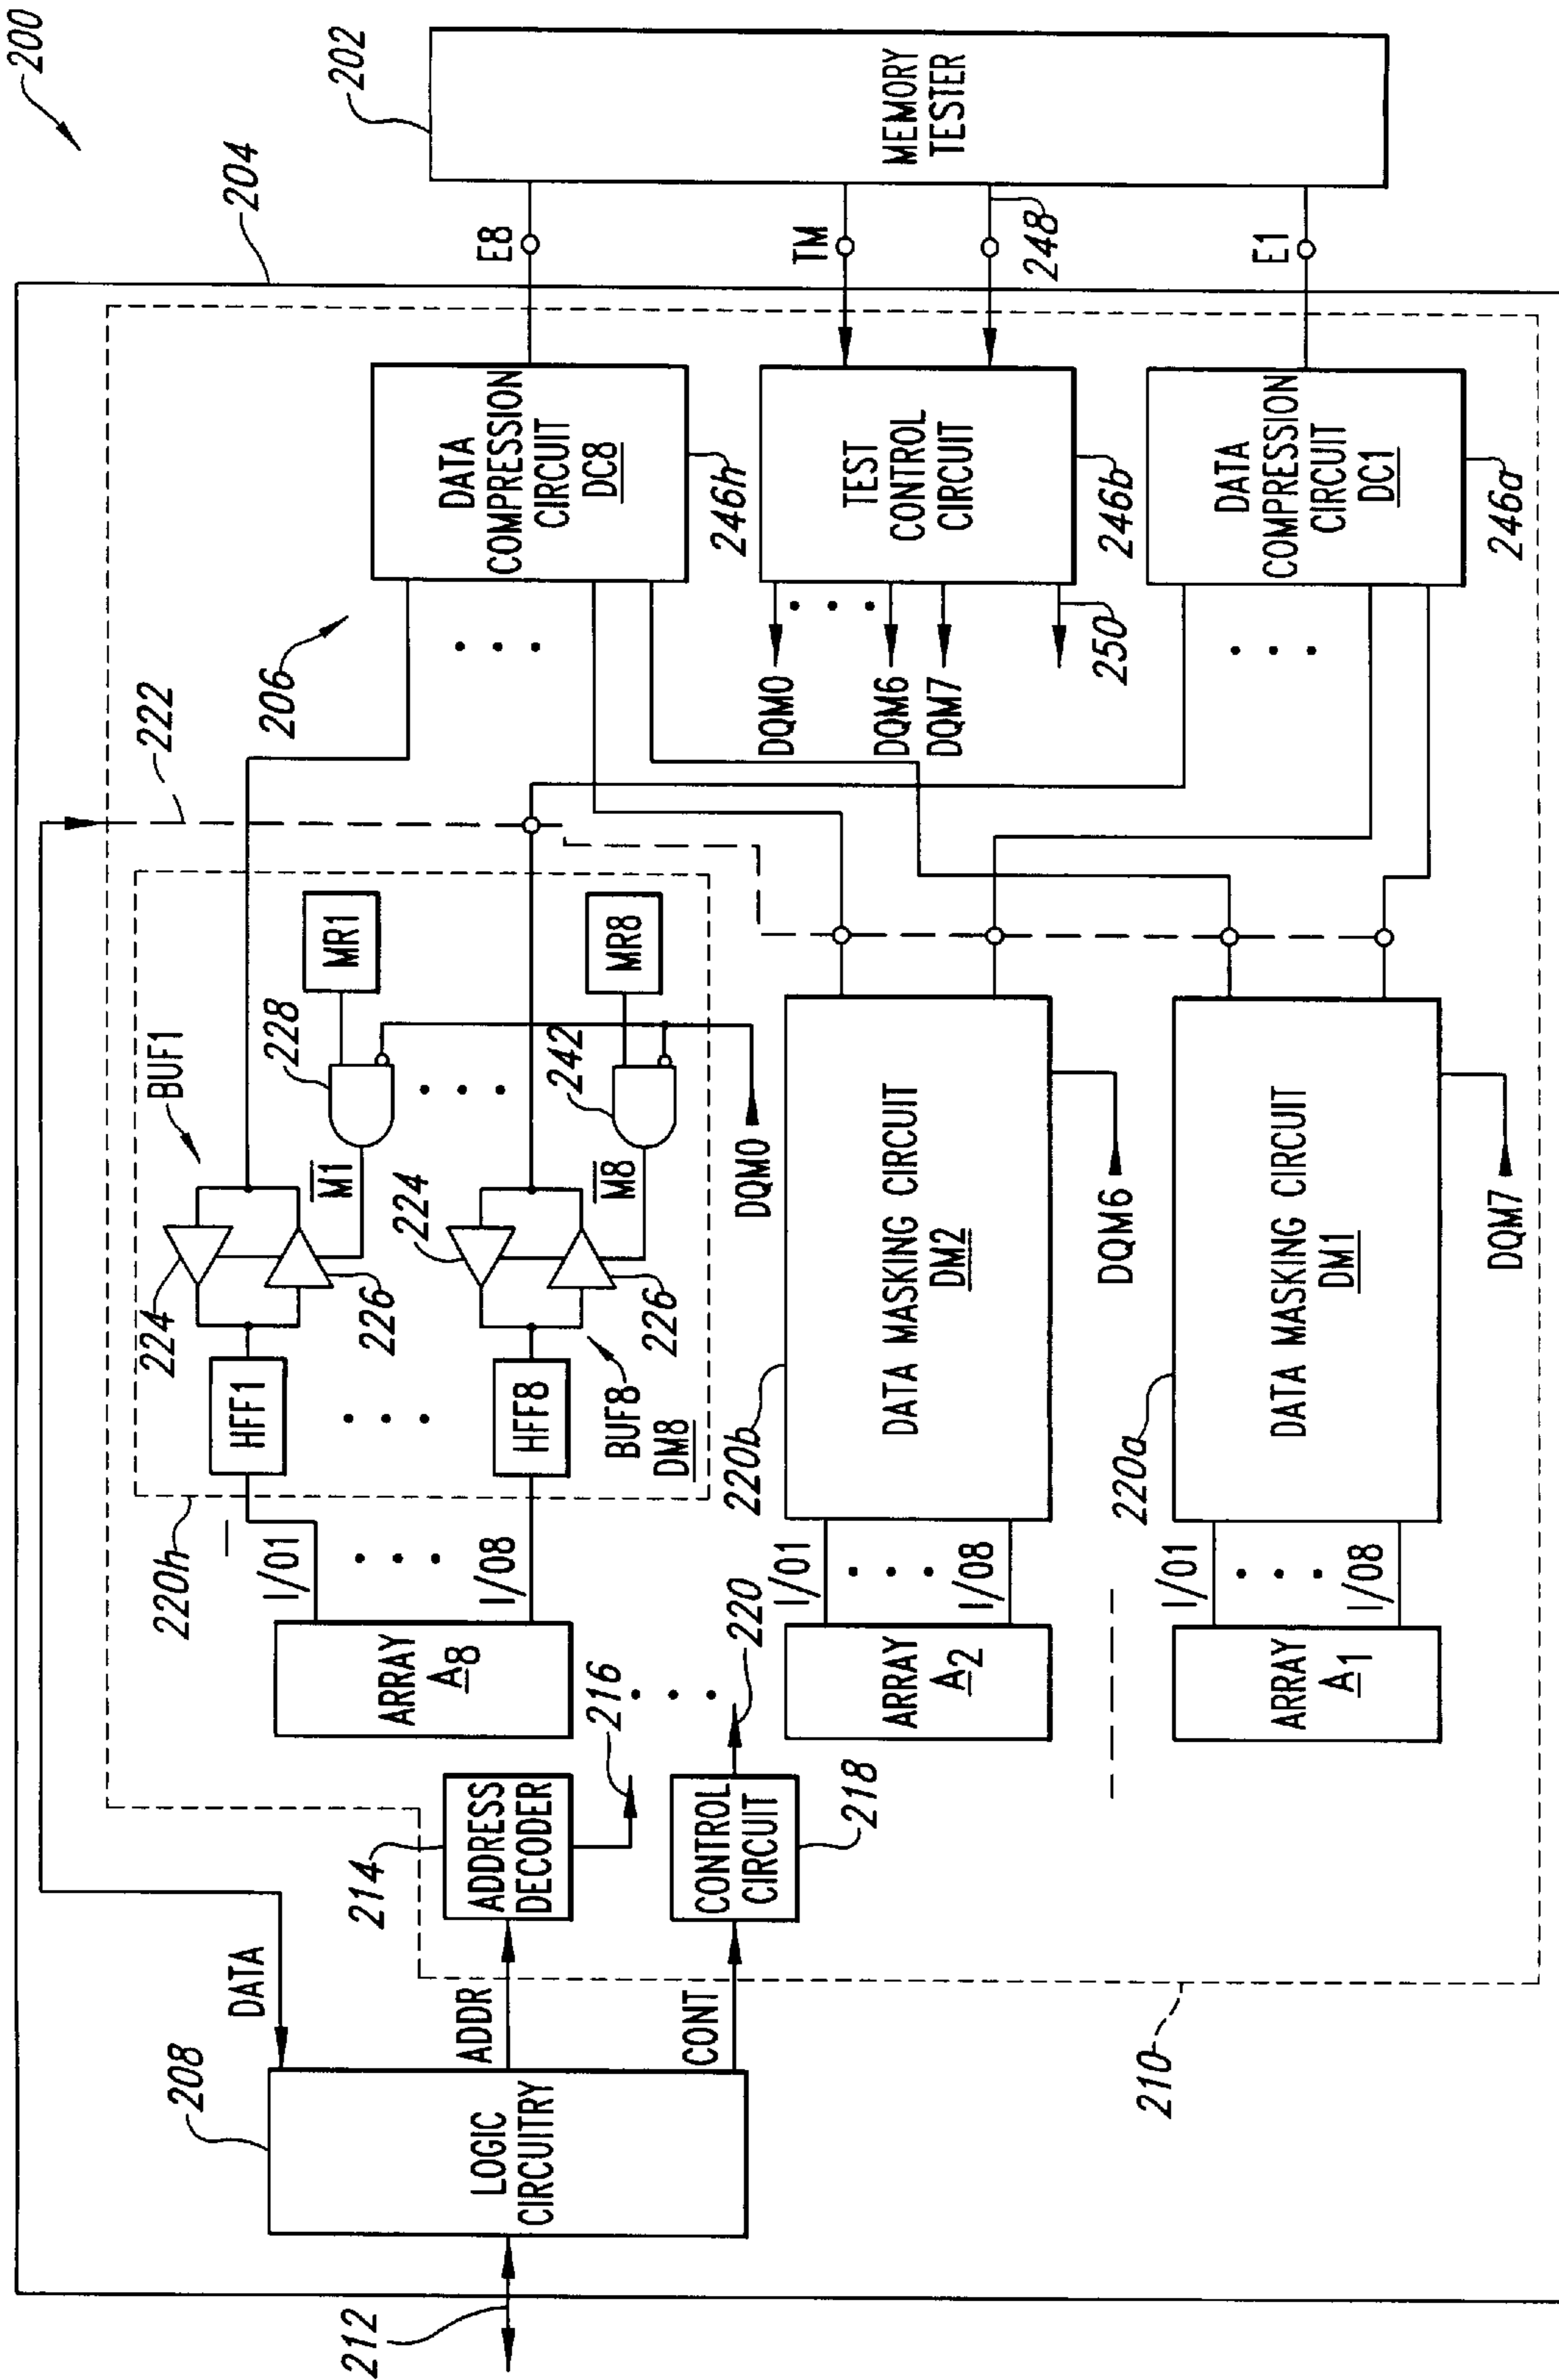 200
202
MEMORY
TESTER
204
E8
TM
248
E1
206
222
DATA
COMPRESSION
CIRCUIT
DC8
246h
TEST
CONTROL
CIRCUIT
246b
DATA
COMPRESSION
CIRCUIT
DC1
246a
DQM0
DQM6
DQM7
250
BUF1
228
MR1
MR8
242
M1
M8
224
226
224
226
HFF1
HFF8
BUF8
DM8
DQM0
220h
DATA MASKING CIRCUIT
DM2
220b
DQM6
DATA MASKING CIRCUIT
DM1
220a
DQM7
I/01
I/08
ARRAY
A8
I/01
I/08
ARRAY
A2
I/01
I/08
ARRAY
A1
216
220
214
ADDRESS
DECODER
CONTROL
CIRCUIT
218
DATA
ADDR
CONT
208
LOGIC
CIRCUITRY
210
212